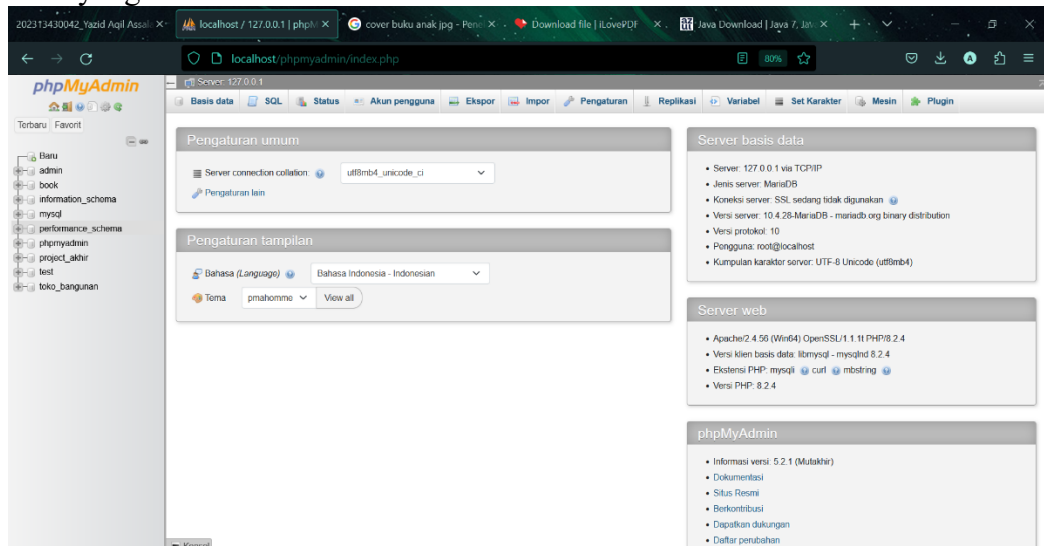 202313430042_Yazid Aqil Assal
localhost / 127.0.0.1 | phpM
cover buku anak jpg - Pene
Download file | iLovePDF
Java Download | Java 7, Jav
localhost/phpmyadmin/index.php
80%
phpMyAdmin
Terbaru Favorit
Baru
admin
book
information_schema
mysql
performance_schema
phpmyadmin
project_akhir
test
toko_bangunan
Server: 127.0.0.1
Basis data SQL Status Akun pengguna Ekspor Impor Pengaturan Replikasi Variabel Set Karakter Mesin Plugin
Pengaturan umum
Server connection collation: utf8mb4_unicode_ci
Pengaturan lain
Pengaturan tampilan
Bahasa (Language) Bahasa Indonesia - Indonesian
Tema pmahomme View all
Server basis data
• Server: 127.0.0.1 via TCP/IP
• Jenis server: MariaDB
• Koneksi server: SSL sedang tidak digunakan
• Versi server: 10.4.28-MariaDB - mariadb.org binary distribution
• Versi protokol: 10
• Pengguna: root@localhost
• Kumpulan karakter server: UTF-8 Unicode (utf8mb4)
Server web
• Apache/2.4.56 (Win64) OpenSSL/1.1.1t PHP/8.2.4
• Versi klien basis data: libmysql - mysqlnd 8.2.4
• Ekstensi PHP: mysqli curl mbstring
• Versi PHP: 8.2.4
phpMyAdmin
• Informasi versi: 5.2.1 (Mutakhir)
• Dokumentasi
• Situs Resmi
• Berkontribusi
• Dapatkan dukungan
• Daftar perubahan